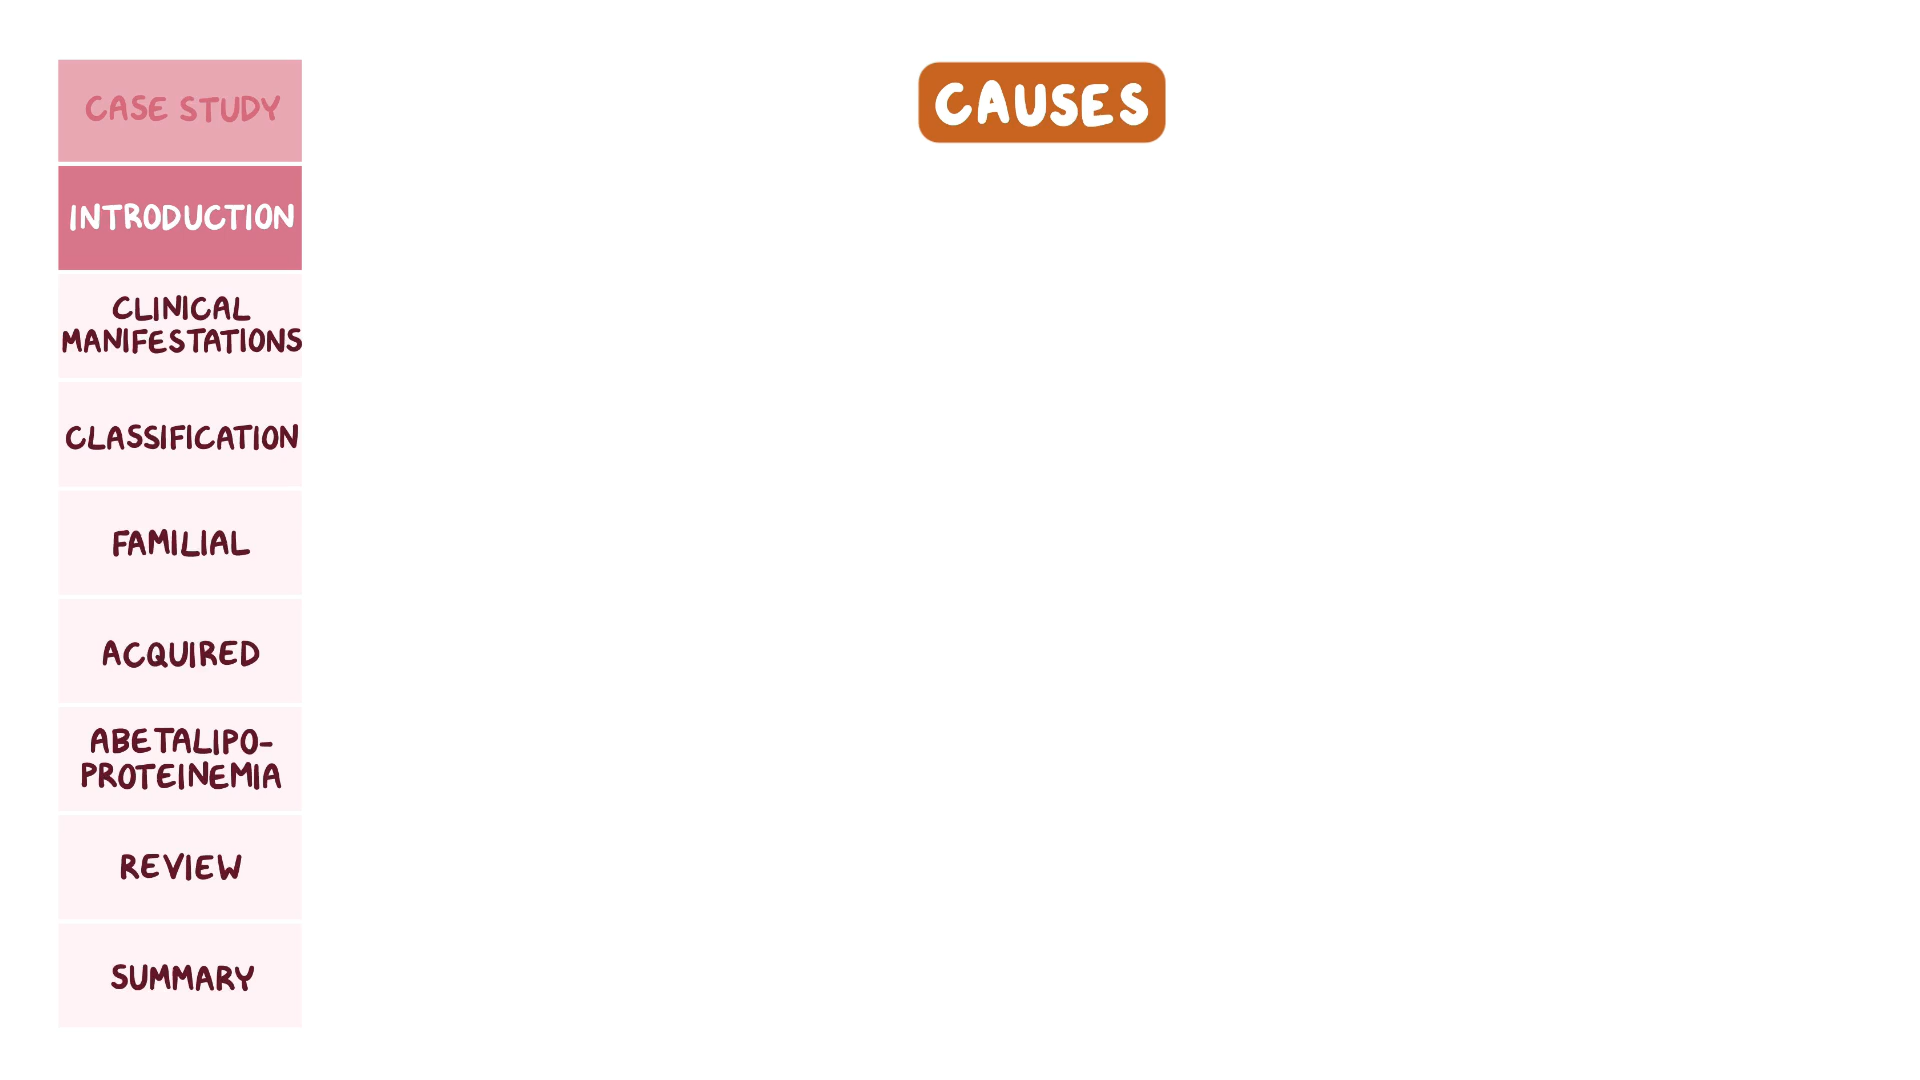 CASE STUDY
INTRODUCTION
CLINICAL
MANIFESTATIONS
CLASSIFICATION
FAMILIAL
ACQUIRED
ABETALIPO-
PROTEINEMIA
REVIEW
SUMMARY
CAUSES